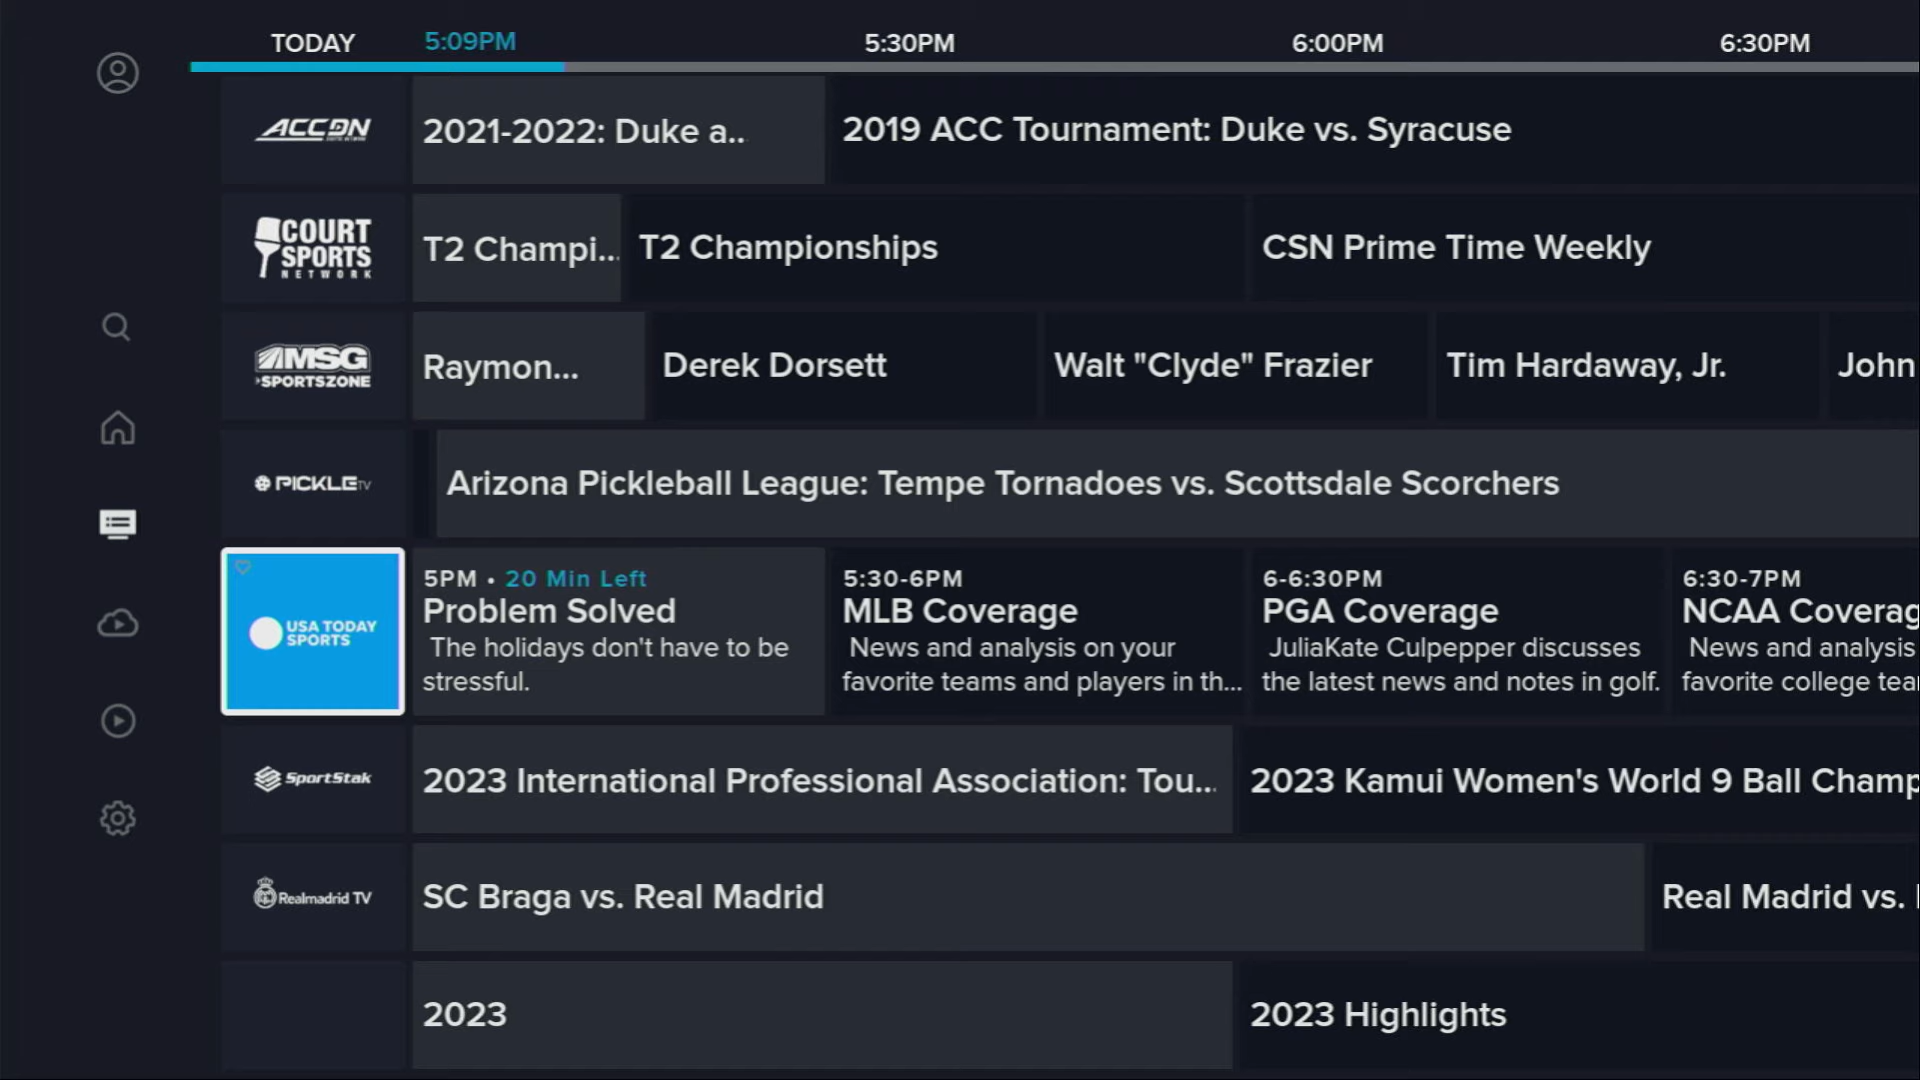 TODAY 5:09PM 5:30PM 6:00PM 6:30PM
ACCDN
2021-2022: Duke a.. 2019 ACC Tournament: Duke vs. Syracuse
COURT
SPORTS
NETWORK
T2 Champi... T2 Championships CSN Prime Time Weekly
MSG
SPORTSZONE
Raymon... Derek Dorsett Walt "Clyde" Frazier Tim Hardaway, Jr. John
PICKLETV
Arizona Pickleball League: Tempe Tornadoes vs. Scottsdale Scorchers
USA TODAY
SPORTS
5PM • 20 Min Left
Problem Solved
The holidays don't have to be
stressful.
5:30-6PM
MLB Coverage
News and analysis on your
favorite teams and players in th...
6-6:30PM
PGA Coverage
JuliaKate Culpepper discusses
the latest news and notes in golf.
6:30-7PM
NCAA Coverag
News and analysis
favorite college tea
SportStak
2023 International Professional Association: Tou... 2023 Kamui Women's World 9 Ball Champ
Realmadrid TV
SC Braga vs. Real Madrid Real Madrid vs.
2023 2023 Highlights